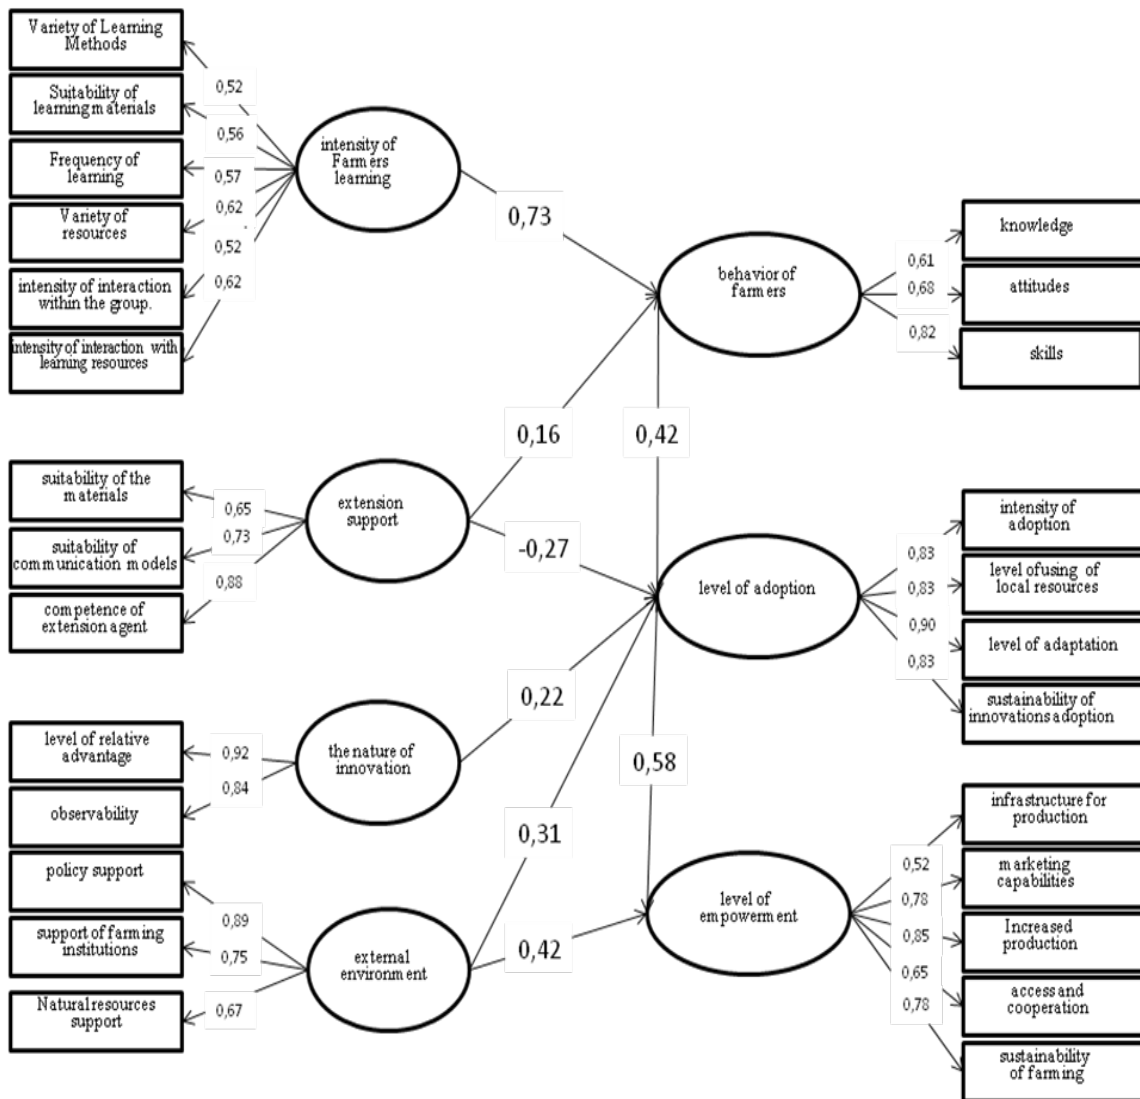 Variety of Learning
Methods
0,52
Suitability of
learning materials
0,56
Frequency of
learning
0,57
Variety of
resources
0,62
intensity of interaction
within the group.
0,52
intensity of interaction with
learning resources
0,62
intensity of
Farmers
learning
0,73
behavior of
farmers
knowledge
0,61
attitudes
0,68
skills
0,82
0,16
0,42
suitability of the
materials
0,65
suitability of
communication models
0,73
competence of
extension agent
0,88
extension
support
-0,27
level of adoption
intensity of
adoption
0,83
level of using of
local resources
0,83
level of adaptation
0,90
sustainability of
innovations adoption
0,83
level of relative
advantage
0,92
observability
0,84
the nature of
innovation
0,22
0,58
0,31
policy support
0,89
support of farming
institutions
0,75
Natural resources
support
0,67
external
environment
0,42
level of
empowerment
infrastructure for
production
0,52
marketing
capabilities
0,78
Increased
production
0,85
access and
cooperation
0,65
sustainability
of farming
0,78